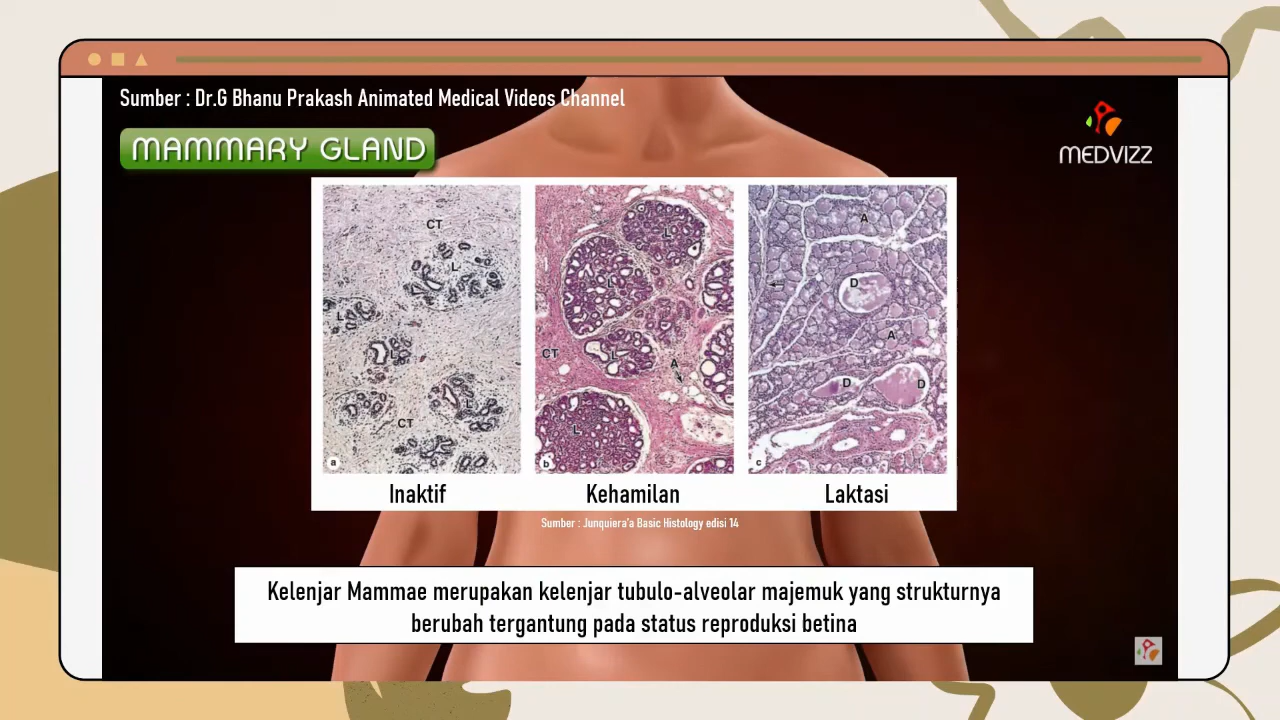 Sumber : Dr.G Bhanu Prakash Animated Medical Videos Channel
MAMMARY GLAND
MEDVIZZ
CT
L
L
L
L
CT
a
L
L
CT
L
A
L
b
A
D
A
D
D
c
Inaktif
Kehamilan
Laktasi
Sumber : Junquiera'a Basic Histology edisi 14
Kelenjar Mammae merupakan kelenjar tubulo-alveolar majemuk yang strukturnya
berubah tergantung pada status reproduksi betina